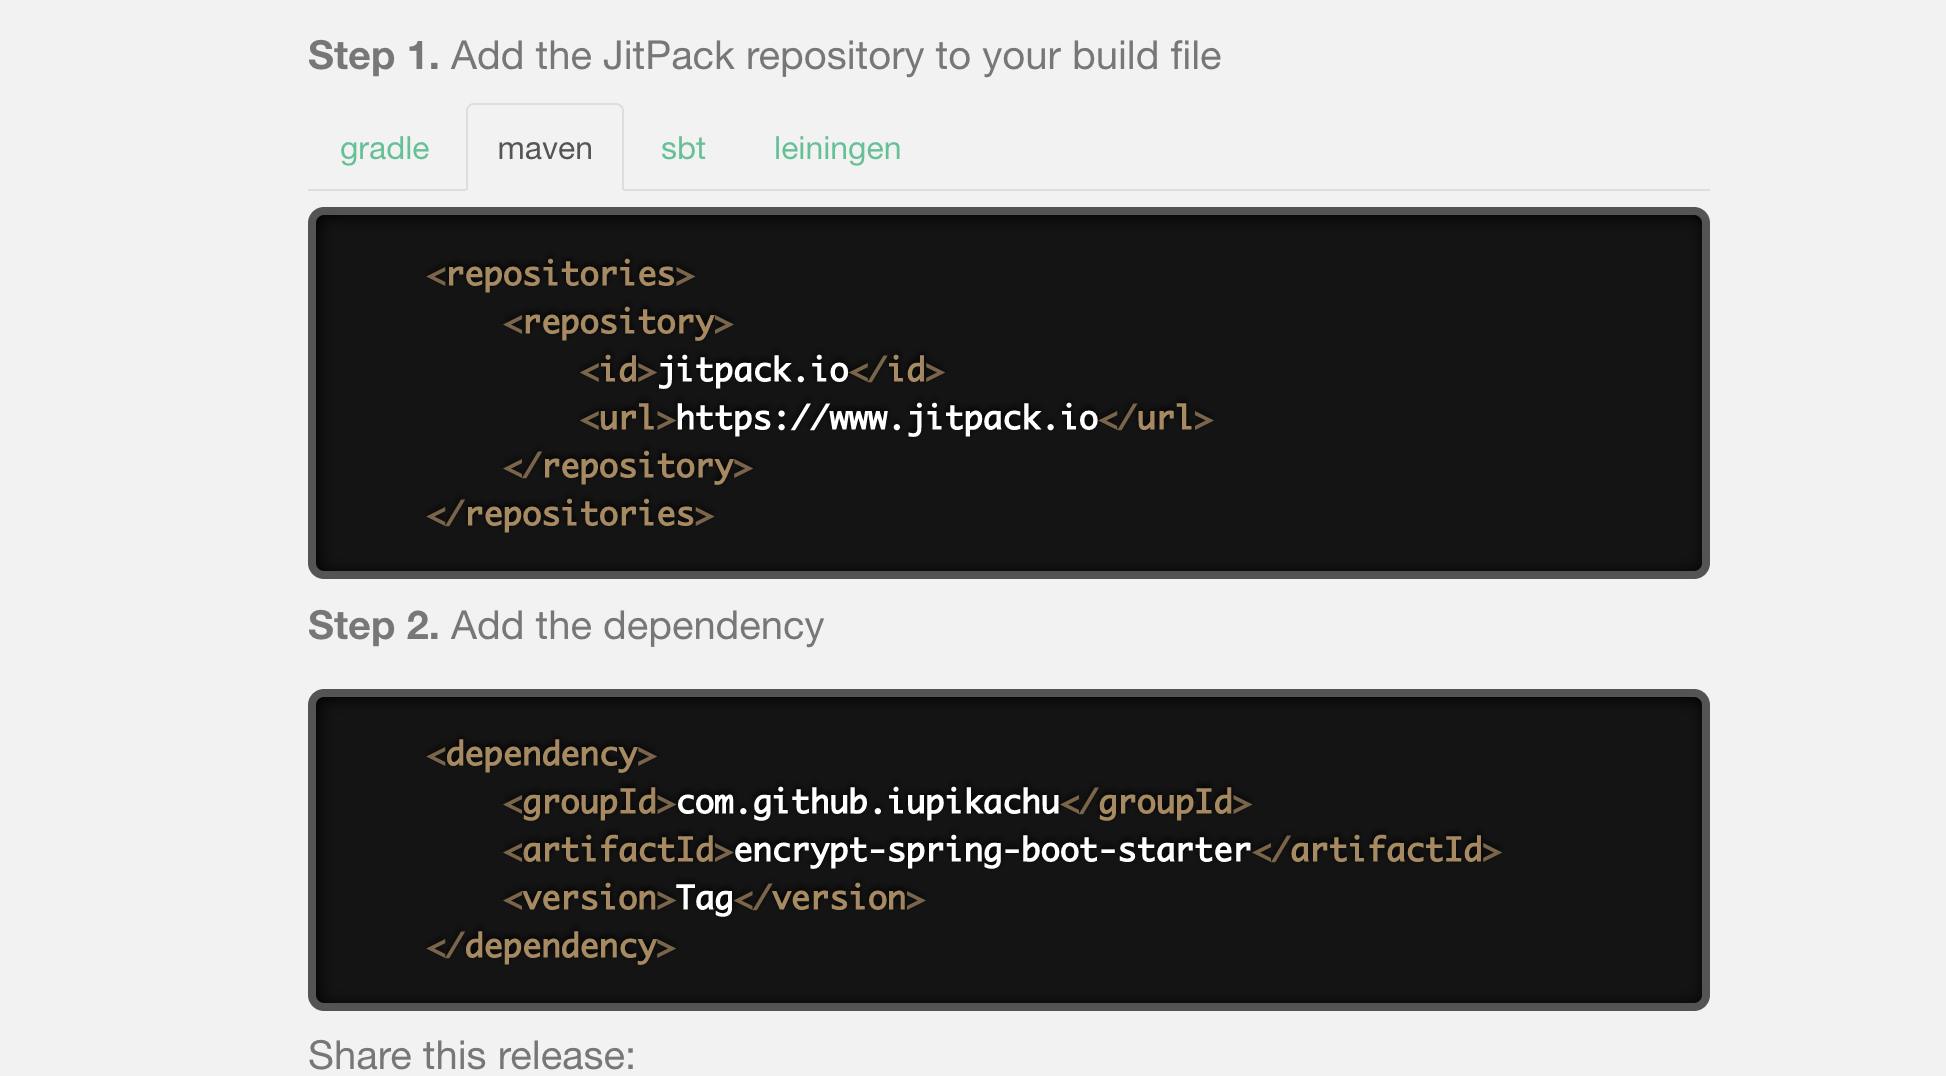 Step 1. Add the JitPack repository to your build file
gradle maven sbt leiningen
<repositories>
<repository>
<id>jitpack.io</id>
<url>https://www.jitpack.io</url>
</repository>
</repositories>
Step 2. Add the dependency
<dependency>
<groupId>com.github.iupikachu</groupId>
<artifactId>encrypt-spring-boot-starter</artifactId>
<version>Tag</version>
</dependency>
Share this release: